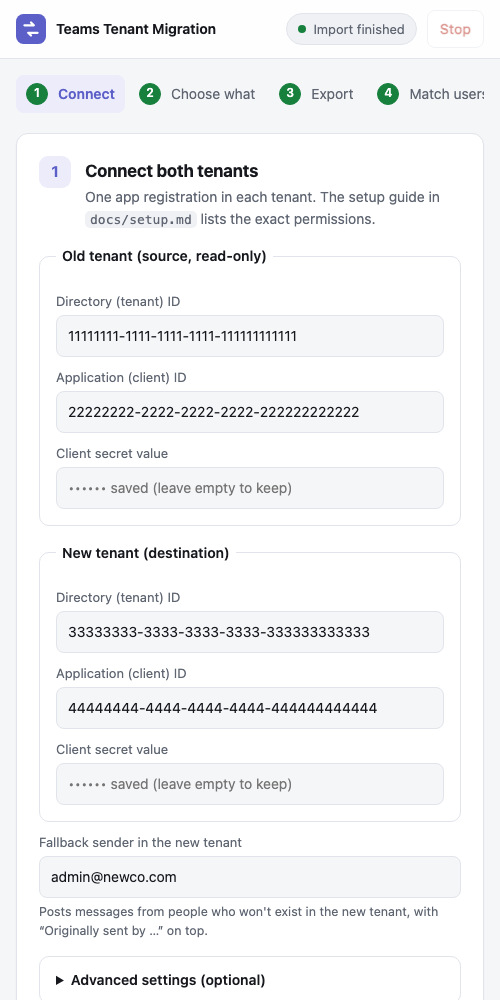 Teams Tenant Migration
Import finished
Stop
1 Connect
2 Choose what
3 Export
4 Match users
1
Connect both tenants
One app registration in each tenant. The setup guide in
docs/setup.md lists the exact permissions.
Old tenant (source, read-only)
Directory (tenant) ID
11111111-1111-1111-1111-111111111111
Application (client) ID
22222222-2222-2222-2222-222222222222
Client secret value
•••••• saved (leave empty to keep)
New tenant (destination)
Directory (tenant) ID
33333333-3333-3333-3333-333333333333
Application (client) ID
44444444-4444-4444-4444-444444444444
Client secret value
•••••• saved (leave empty to keep)
Fallback sender in the new tenant
admin@newco.com
Posts messages from people who won't exist in the new tenant, with
“Originally sent by …” on top.
Advanced settings (optional)